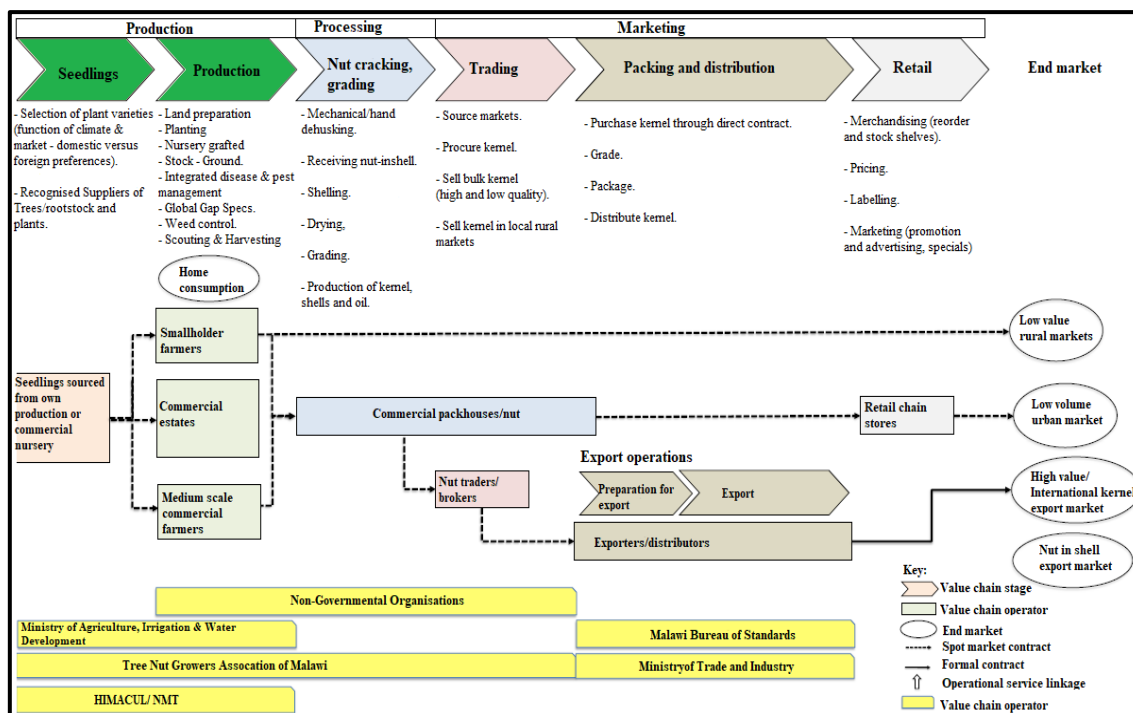 Production
Processing
Marketing
Seedlings
Production
Nut cracking,
grading
Trading
Packing and distribution
Retail
End market
- Selection of plant varieties
(function of climate &
market - domestic versus
foreign preferences).
- Recognised Suppliers of
Trees/rootstock and
plants.
- Land preparation
- Planting
- Nursery grafted
- Stock - Ground.
- Integrated disease & pest
management
- Global Gap Specs.
- Weed control.
- Scouting & Harvesting
- Mechanical/hand
dehusking.
- Receiving nut-inshell.
- Shelling.
- Drying,
- Grading.
- Production of kernel,
shells and oil.
- Source markets.
- Procure kernel.
- Sell bulk kernel
(high and low quality).
- Sell kernel in local rural
markets
- Purchase kernel through direct contract.
- Grade.
- Package.
- Distribute kernel.
- Merchandising (reorder
and stock shelves).
- Pricing.
- Labelling.
- Marketing (promotion
and advertising, specials)
Home
consumption
Smallholder
farmers
Low value
rural markets
Seedlings sourced
from own
production or
commercial
nursery
Commercial
estates
Commercial packhouses/nut
Retail chain
stores
Low volume
urban market
Medium scale
commercial
farmers
Nut traders/
brokers
Export operations
Preparation for
export
Export
Exporters/distributors
High value/
International kernel
export market
Nut in shell
export market
Key:
Value chain stage
Value chain operator
End market
Spot market contract
Formal contract
Operational service linkage
Value chain operator
Non-Governmental Organisations
Ministry of Agriculture, Irrigation & Water
Development
Malawi Bureau of Standards
Tree Nut Growers Assocation of Malawi
Ministryof Trade and Industry
HIMACUL/ NMT